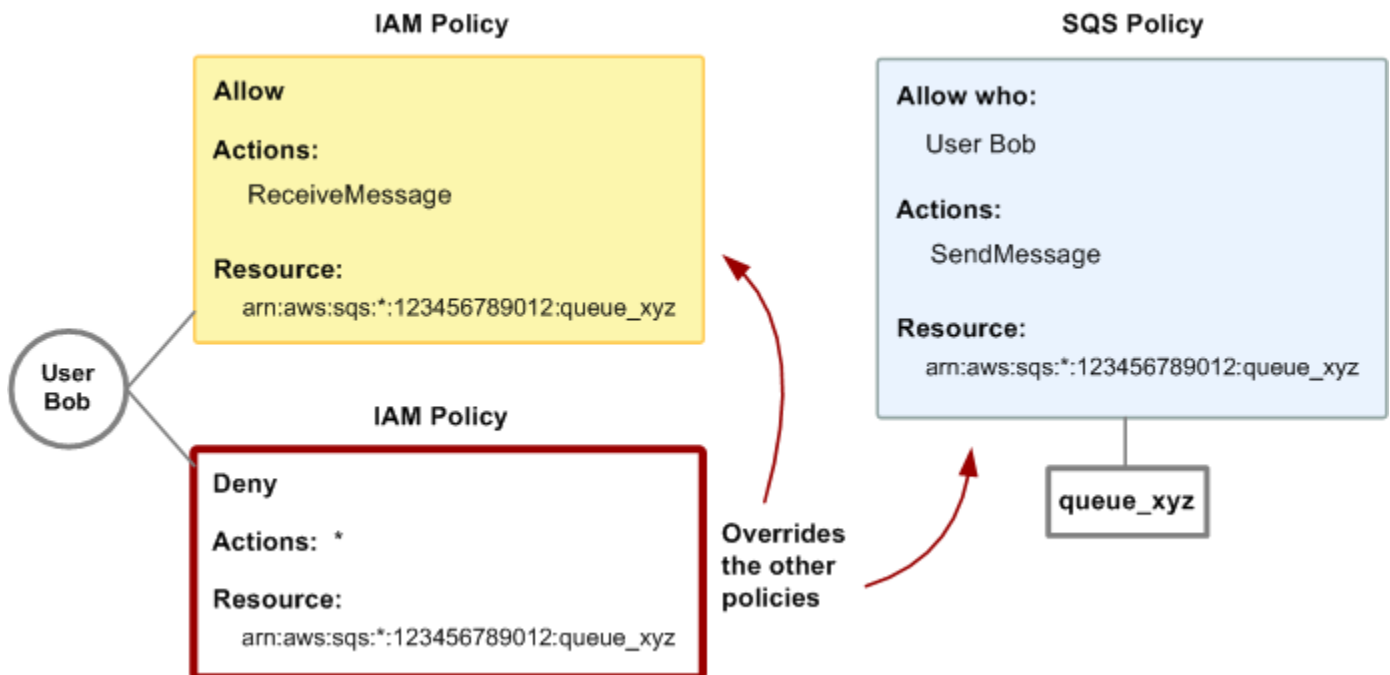 IAM Policy
Allow
Actions:
ReceiveMessage
Resource:
arn:aws:sqs:*:123456789012:queue_xyz
User
Bob
IAM Policy
Deny
Actions: *
Resource:
arn:aws:sqs:*:123456789012:queue_xyz
Overrides
the other
policies
SQS Policy
Allow who:
User Bob
Actions:
SendMessage
Resource:
arn:aws:sqs:*:123456789012:queue_xyz
queue_xyz